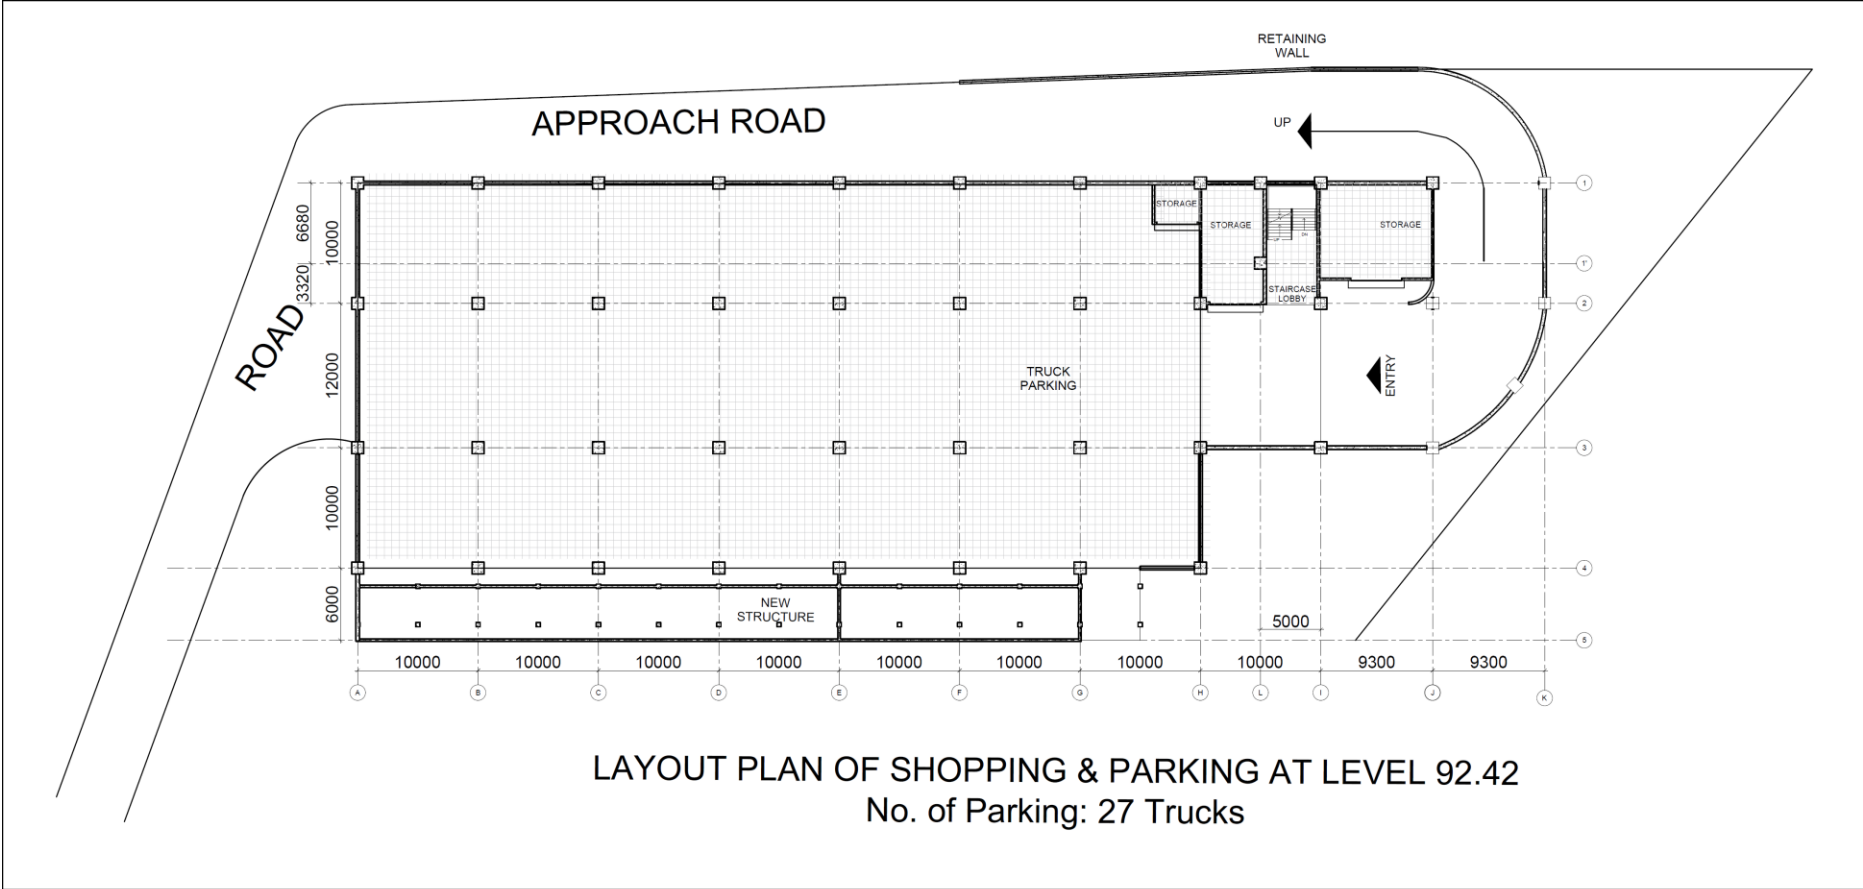 RETAINING
WALL
APPROACH ROAD
UP
1
STORAGE
STORAGE
STORAGE
6680
10000
3320
1'
STAIRCASE
LOBBY
2
ROAD
12000
TRUCK
PARKING
ENTRY
3
10000
4
6000
NEW
STRUCTURE
5000
5
10000
10000
10000
10000
10000
10000
10000
10000
9300
9300
A
B
C
D
E
F
G
H
L
I
J
K
LAYOUT PLAN OF SHOPPING & PARKING AT LEVEL 92.42
No. of Parking: 27 Trucks